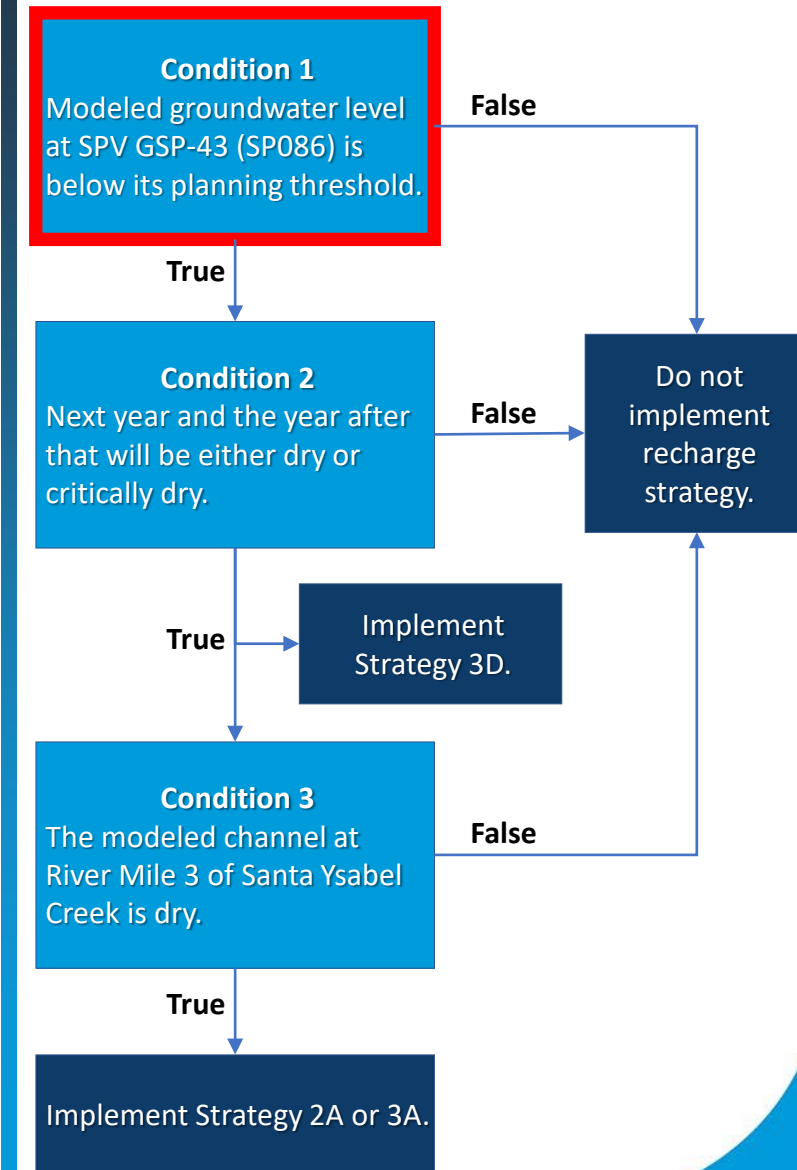 Condition 1
Modeled groundwater level
at SPV GSP-43 (SP086) is
below its planning threshold.
False
True
Condition 2
Next year and the year after
that will be either dry or
critically dry.
False
Do not
implement
recharge
strategy.
True
Implement
Strategy 3D.
Condition 3
The modeled channel at
River Mile 3 of Santa Ysabel
Creek is dry.
False
True
Implement Strategy 2A or 3A.